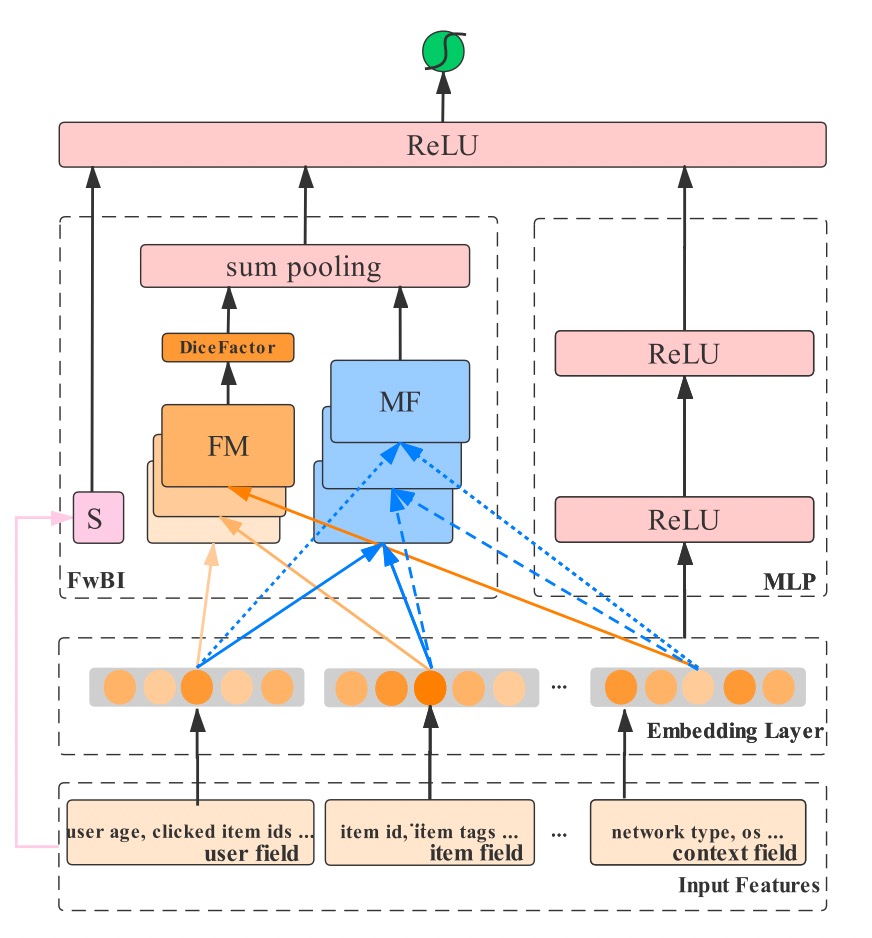 ReLU
sum pooling
DiceFactor
MF
FM
ReLU
S
ReLU
FwBI
MLP
...
Embedding Layer
user age, clicked item ids ...
user field
item id, item tags ...
item field
...
network type, os ...
context field
Input Features